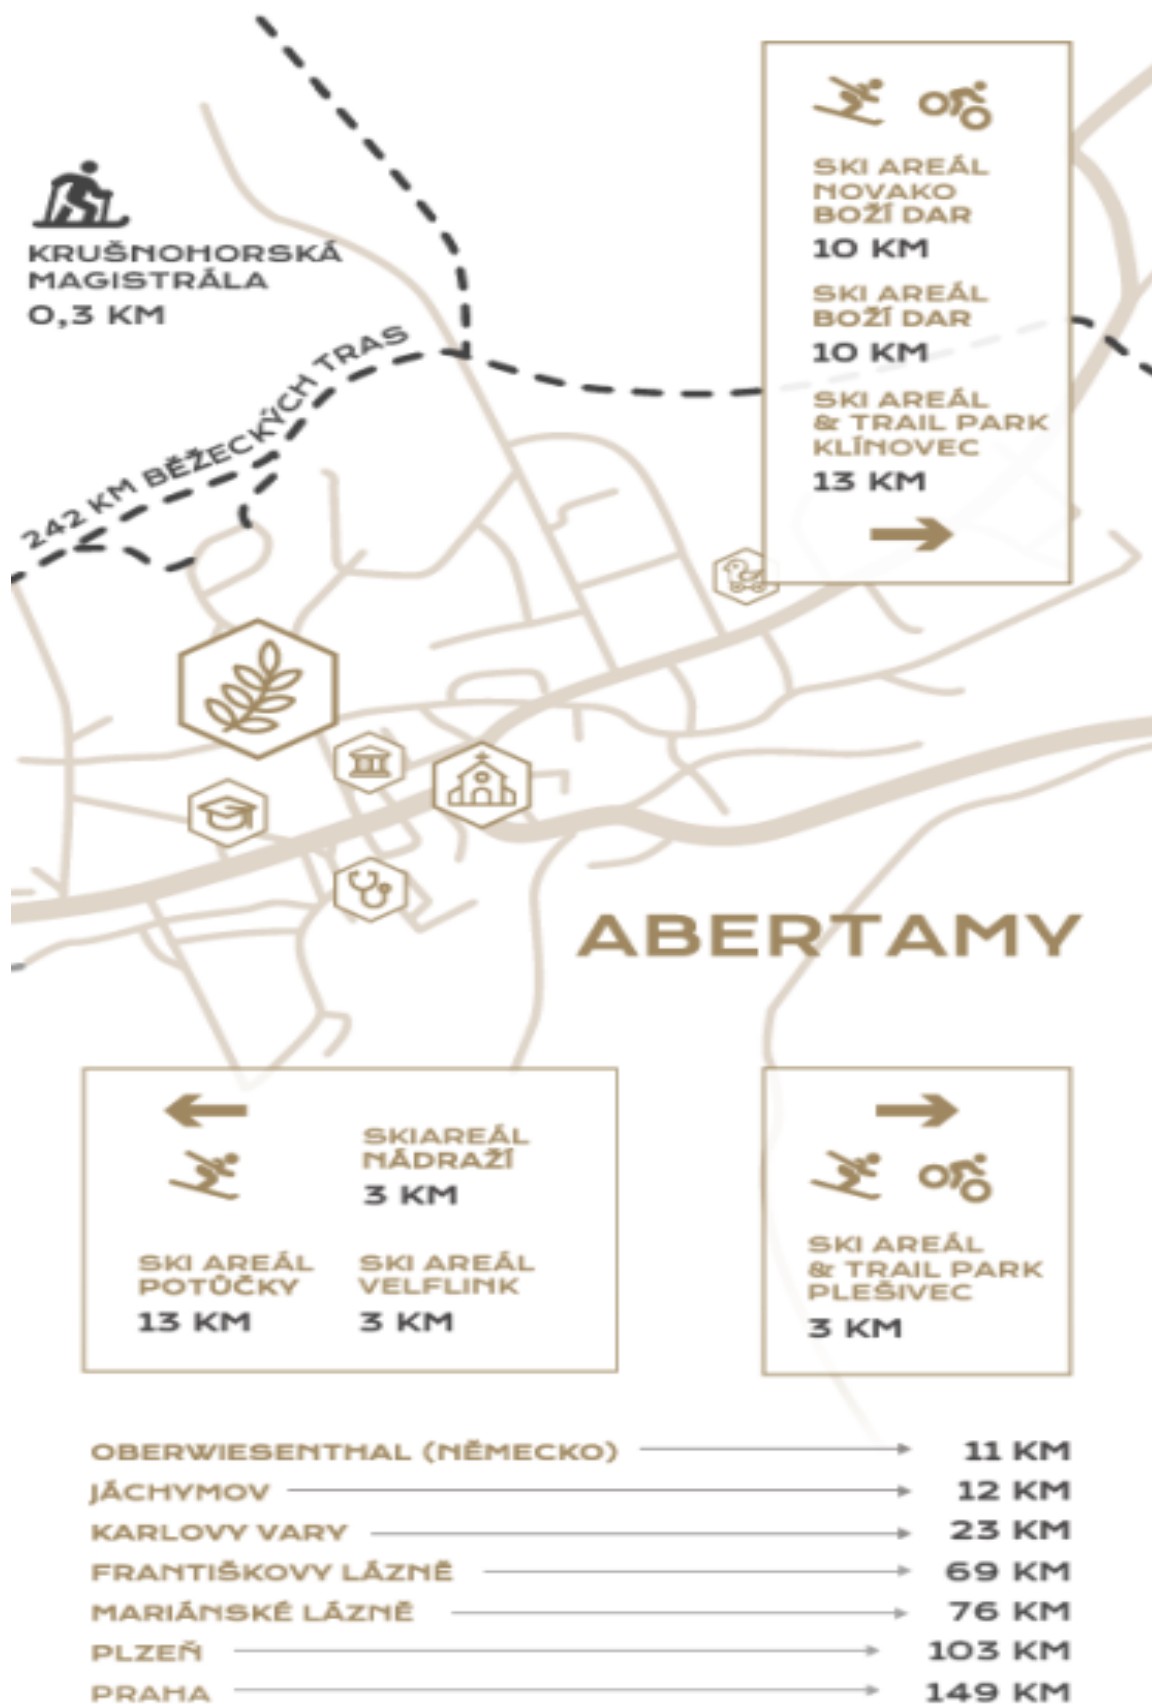 SKI AREÁL
NOVAKO
BOŽÍ DAR
10 KM
SKI AREÁL
BOŽÍ DAR
10 KM
SKI AREÁL
& TRAIL PARK
KLÍNOVEC
13 KM
KRUŠNOHORSKÁ
MAGISTRÁLA
0,3 KM
242 KM BĚŽECKÝCH TRAS
ABERTAMY
SKIAREÁL
NÁDRAŽÍ
3 KM
SKI AREÁL
POTŮČKY
13 KM
SKI AREÁL
VELFLINK
3 KM
SKI AREÁL
& TRAIL PARK
PLEŠIVEC
3 KM
OBERWIESENTHAL (NĚMECKO) 11 KM
JÁCHYMOV 12 KM
KARLOVY VARY 23 KM
FRANTIŠKOVY LÁZNĚ 69 KM
MARIÁNSKÉ LÁZNĚ 76 KM
PLZEŇ 103 KM
PRAHA 149 KM